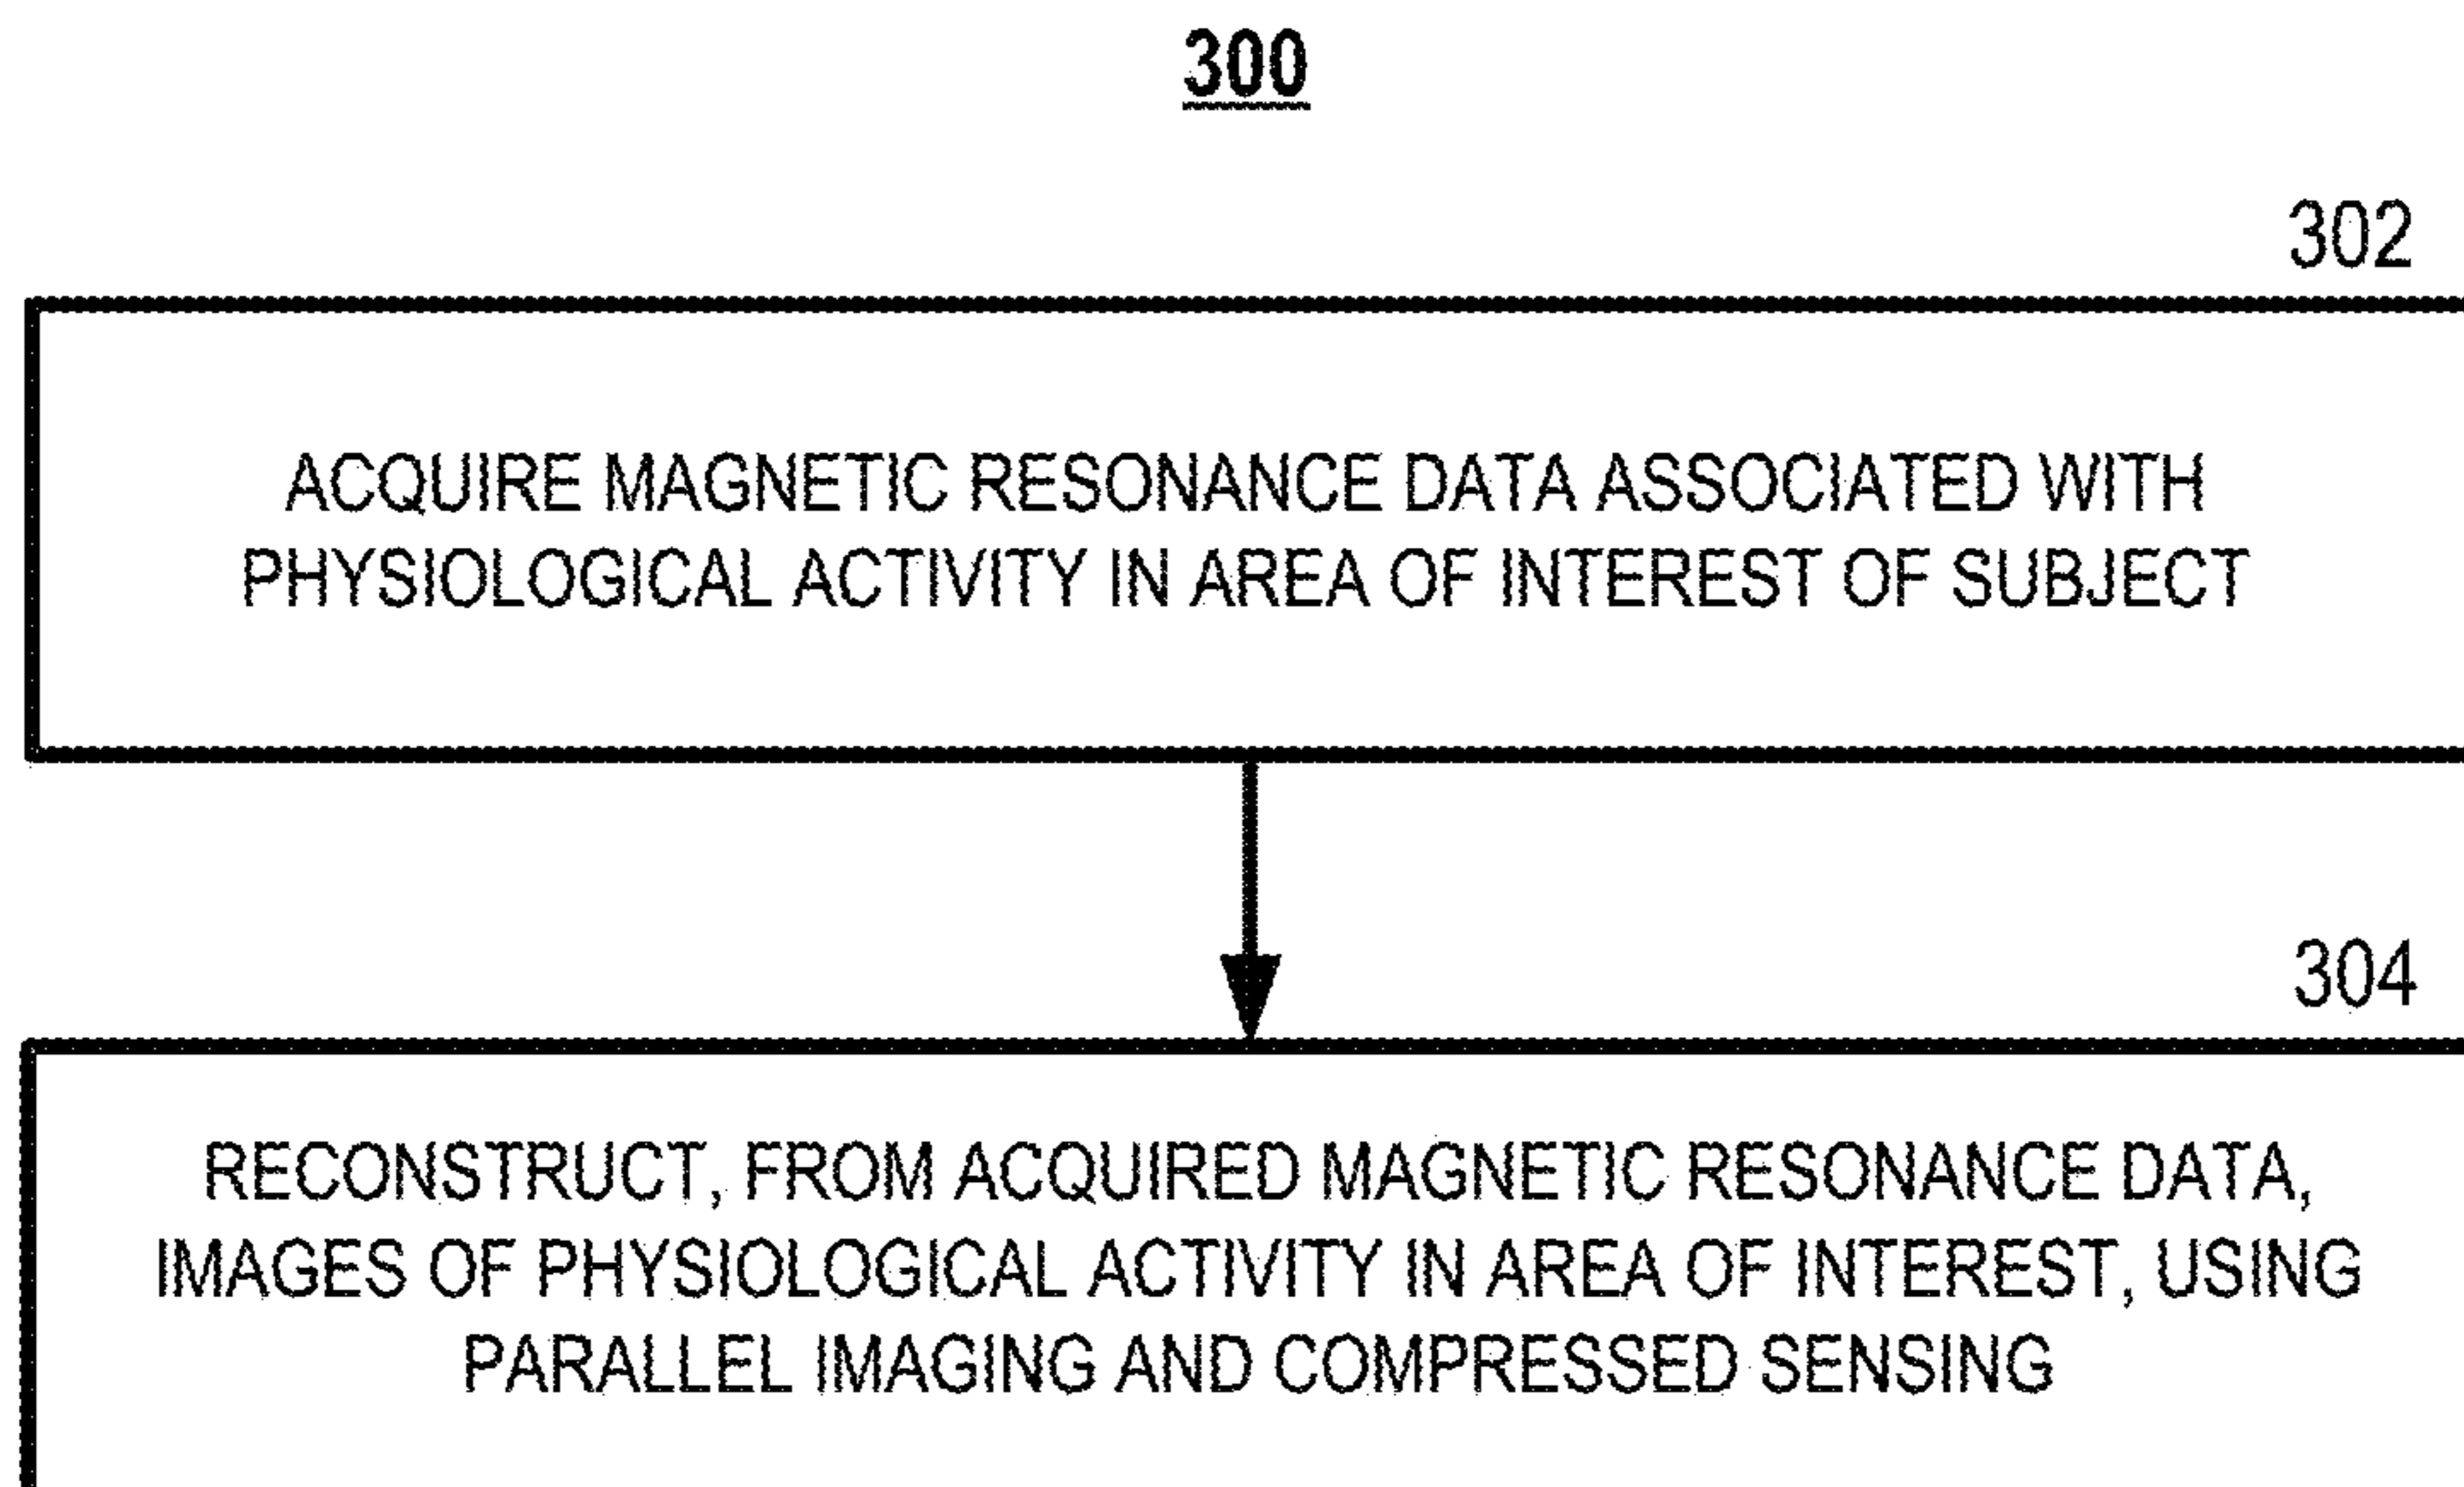 300
302
ACQUIRE MAGNETIC RESONANCE DATA ASSOCIATED WITH
PHYSIOLOGICAL ACTIVITY IN AREA OF INTEREST OF SUBJECT
304
RECONSTRUCT, FROM ACQUIRED MAGNETIC RESONANCE DATA,
IMAGES OF PHYSIOLOGICAL ACTIVITY IN AREA OF INTEREST, USING
PARALLEL IMAGING AND COMPRESSED SENSING